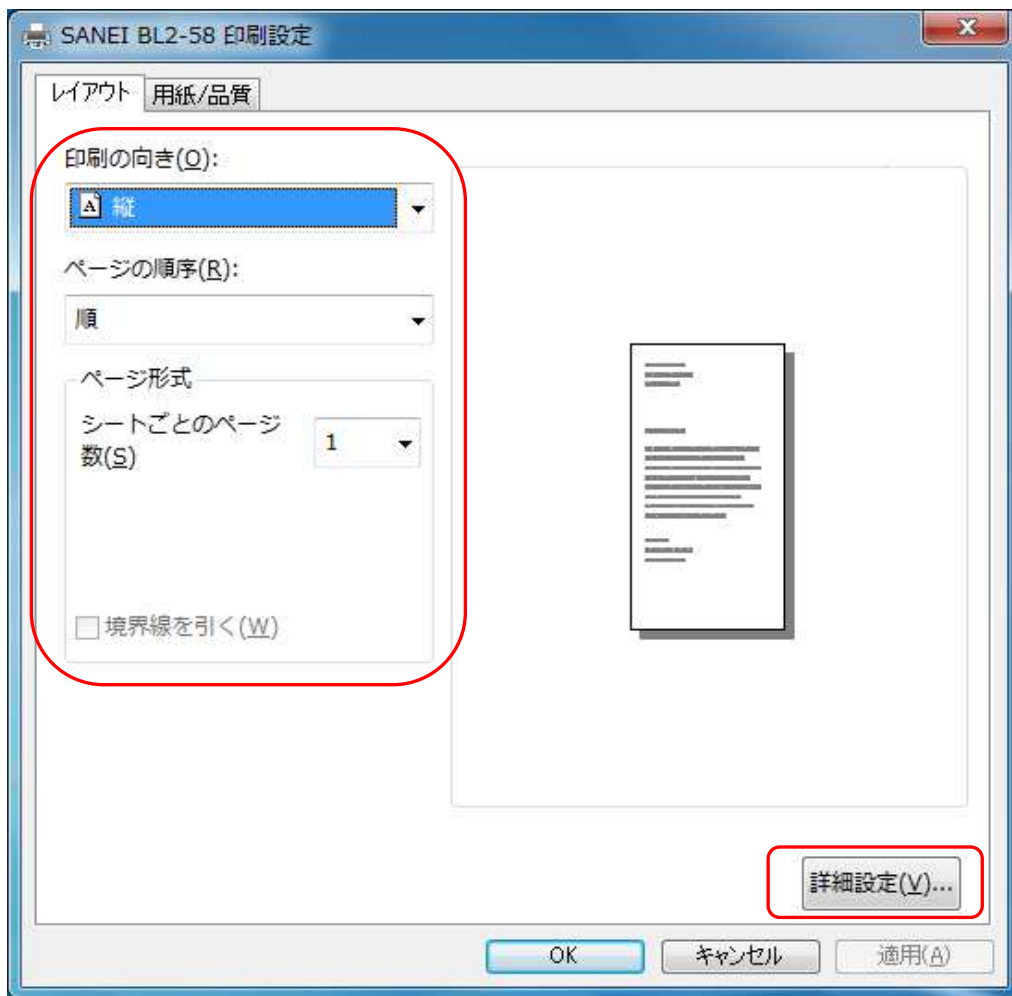 SANEI BL2-58 印刷設定
レイアウト 用紙/品質
印刷の向き(O):
縦
ページの順序(R):
順
ページ形式
シートごとのページ
数(S)
1
境界線を引く(W)
詳細設定(V)...
OK キャンセル 適用(A)